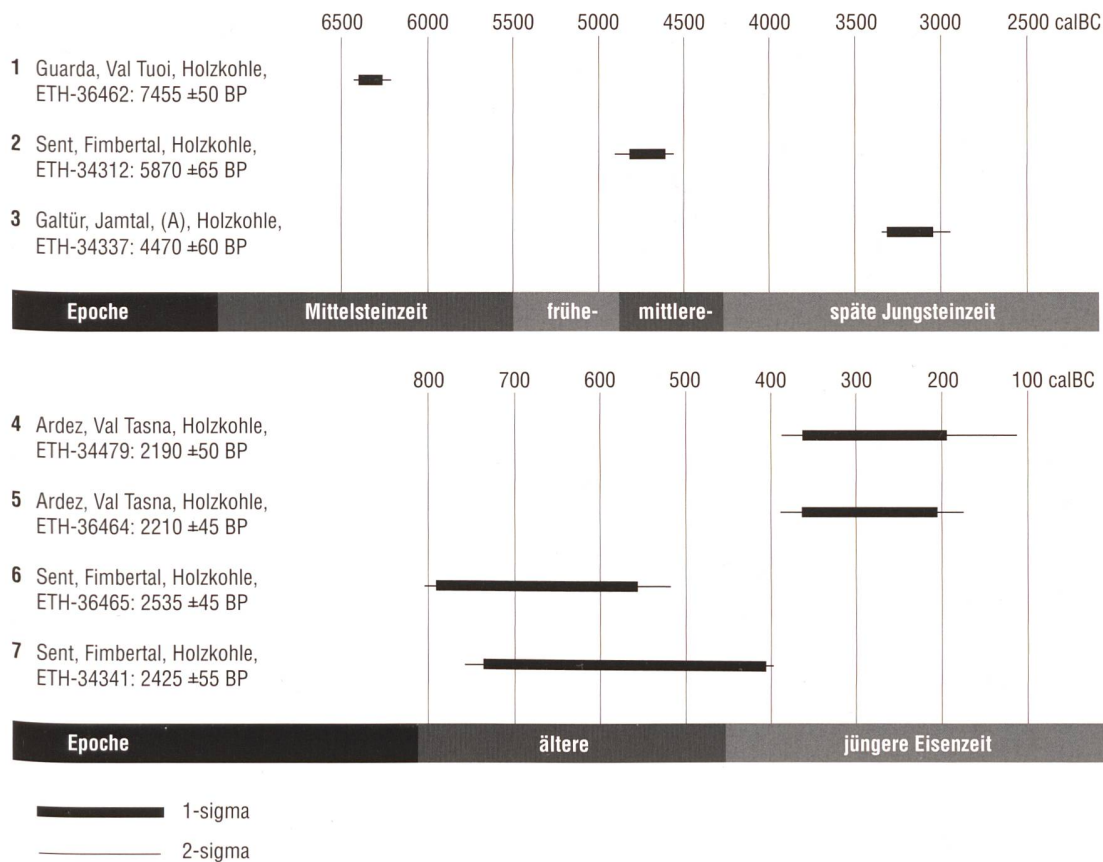 6500 6000 5500 5000 4500 4000 3500 3000 2500 calBC
1 Guarda, Val Tuoi, Holzkohle,
ETH-36462: 7455 ±50 BP
2 Sent, Fimbertal, Holzkohle,
ETH-34312: 5870 ±65 BP
3 Galtür, Jamtal, (A), Holzkohle,
ETH-34337: 4470 ±60 BP
Epoche Mittelsteinzeit frühe- mittlere- späte Jungsteinzeit
800 700 600 500 400 300 200 100 calBC
4 Ardez, Val Tasna, Holzkohle,
ETH-34479: 2190 ±50 BP
5 Ardez, Val Tasna, Holzkohle,
ETH-36464: 2210 ±45 BP
6 Sent, Fimbertal, Holzkohle,
ETH-36465: 2535 ±45 BP
7 Sent, Fimbertal, Holzkohle,
ETH-34341: 2425 ±55 BP
Epoche ältere jüngere Eisenzeit
1-sigma
2-sigma